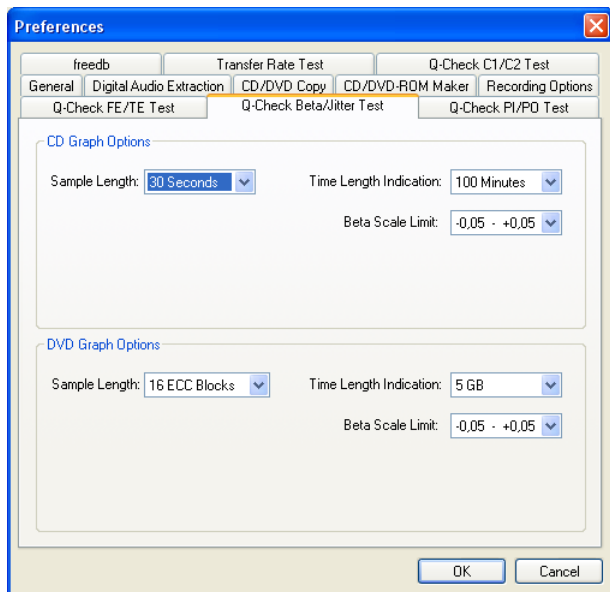 Preferences
freedb Transfer Rate Test Q-Check C1/C2 Test
General Digital Audio Extraction CD/DVD Copy CD/DVD-ROM Maker Recording Options
Q-Check FE/TE Test Q-Check Beta/Jitter Test Q-Check PI/PO Test
CD Graph Options
Sample Length: 30 Seconds Time Length Indication: 100 Minutes
Beta Scale Limit: -0,05 - +0,05
DVD Graph Options
Sample Length: 16 ECC Blocks Time Length Indication: 5 GB
Beta Scale Limit: -0,05 - +0,05
OK Cancel